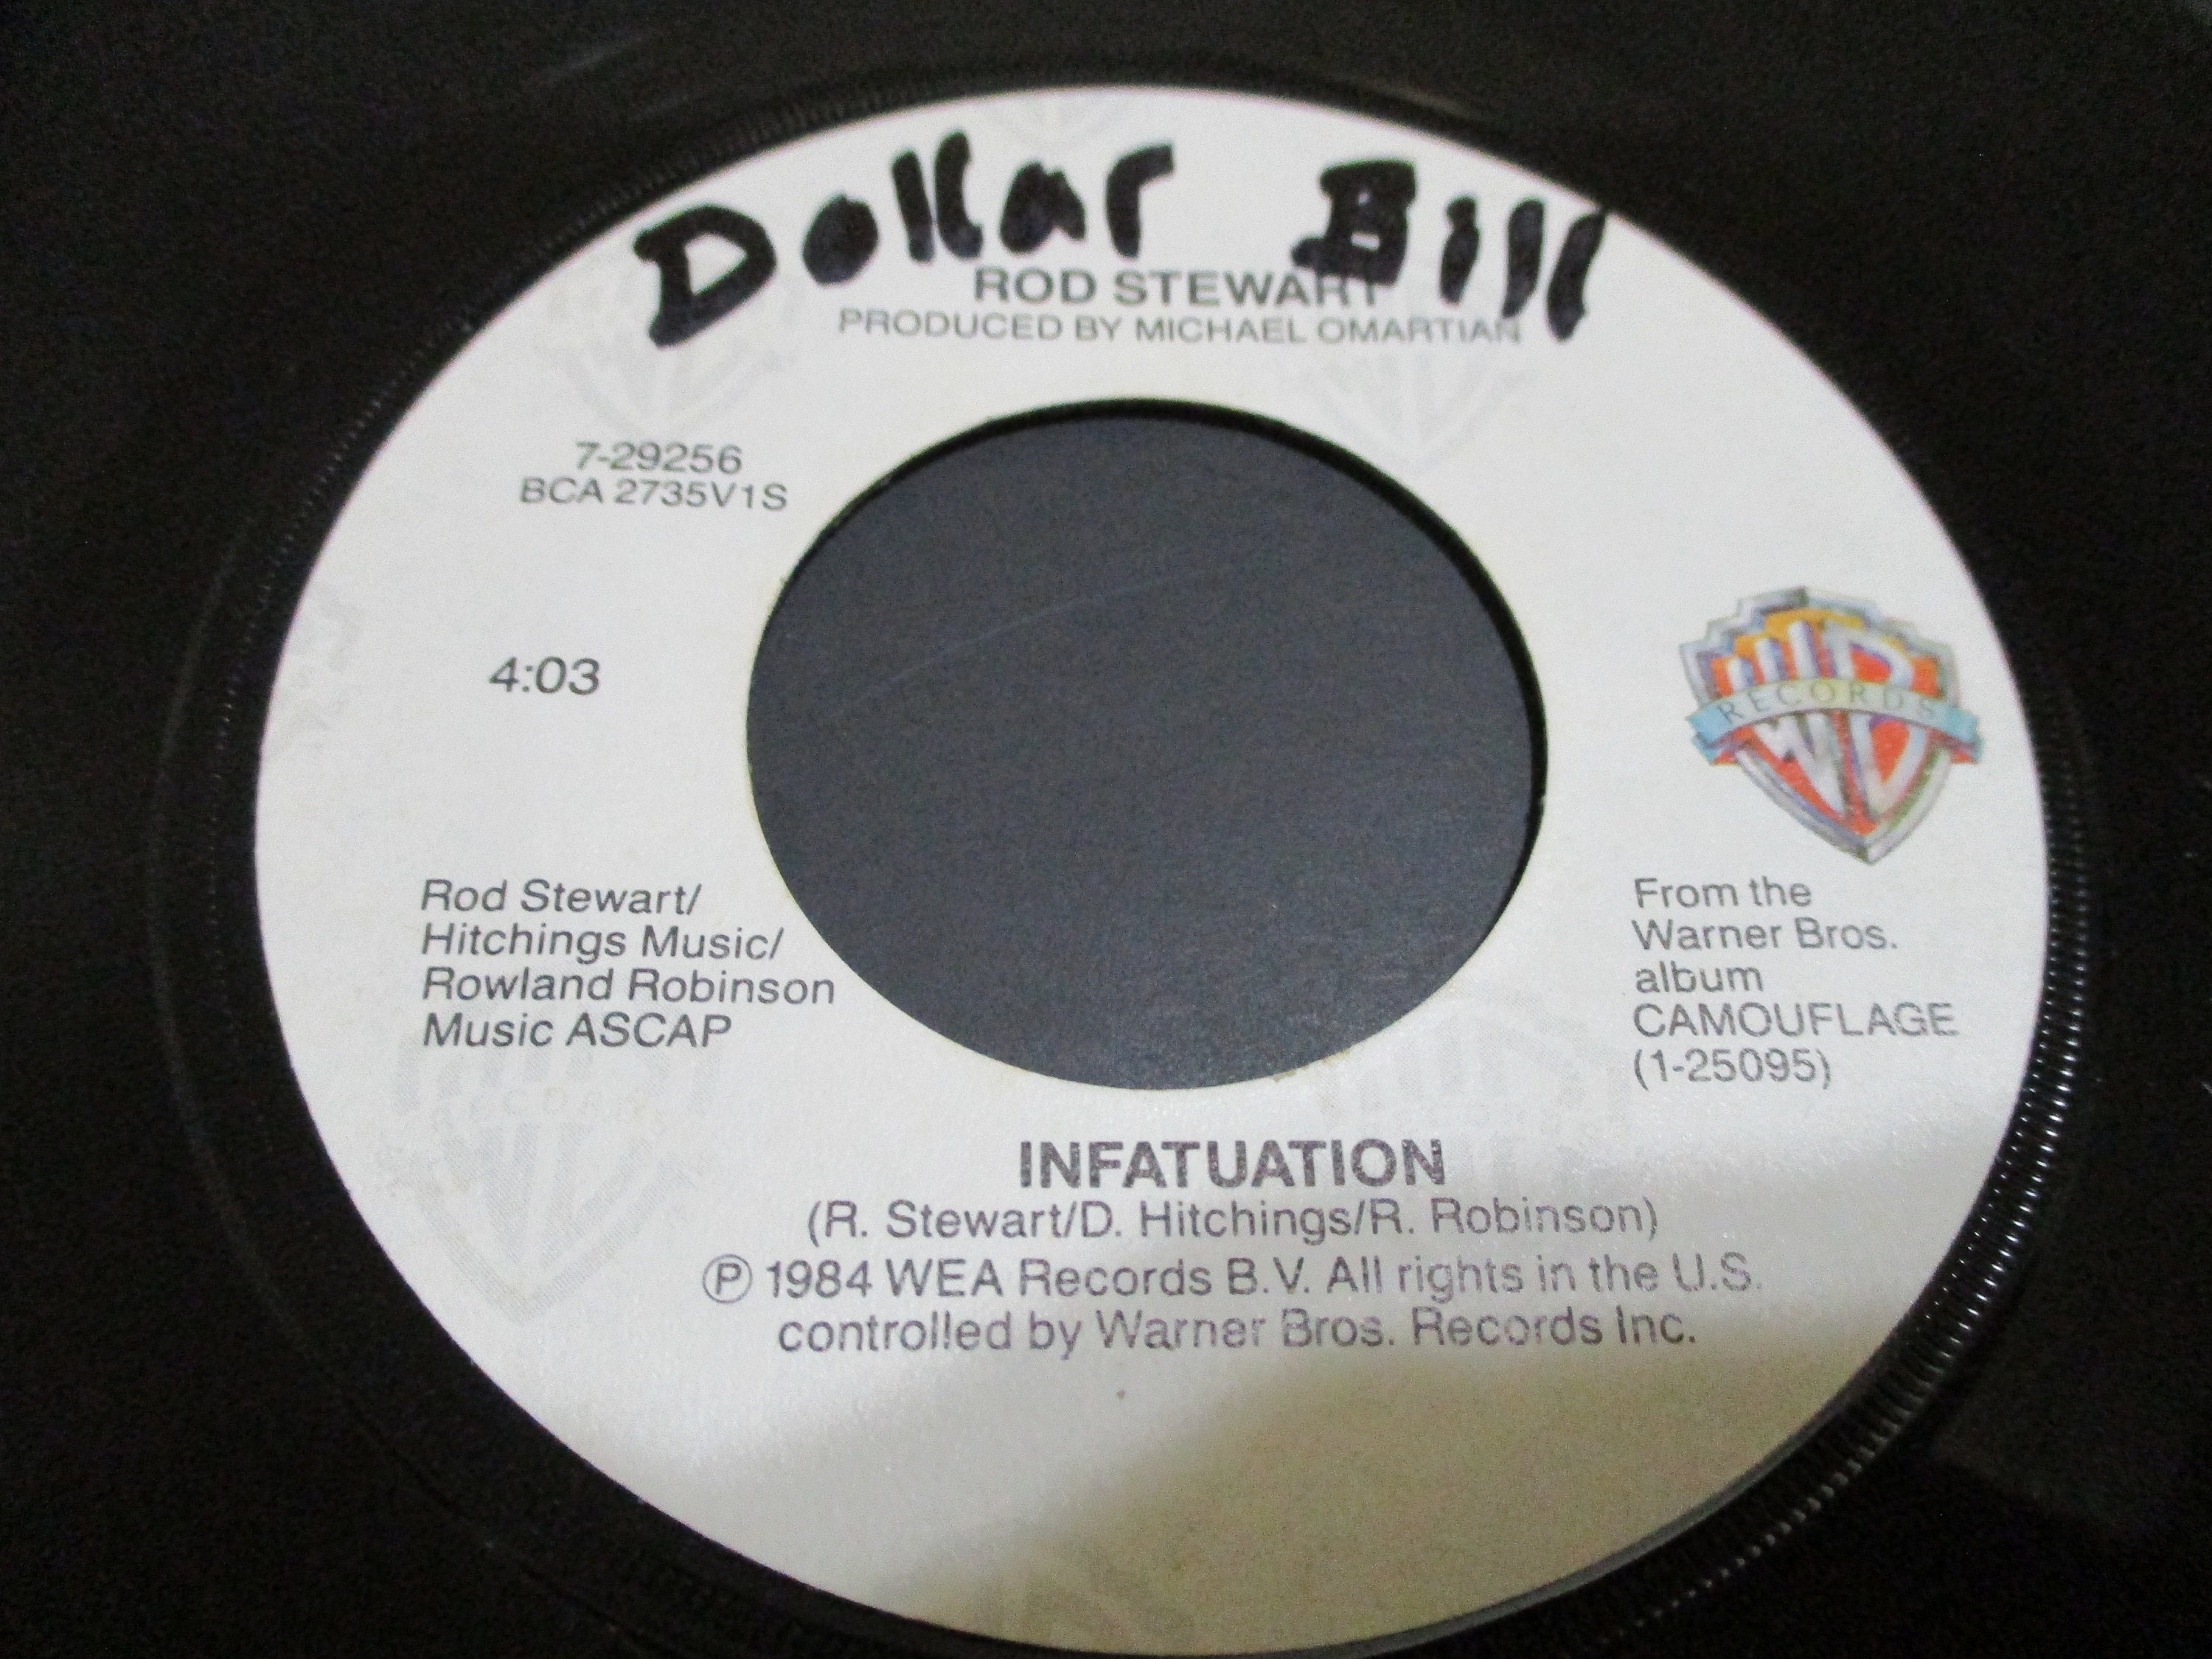 Dollar Bill
ROD STEWART
PRODUCED BY MICHAEL OMARTIAN
7-29256
BCA 2735V1S
4:03
WB
RECORDS
Rod Stewart/
Hitchings Music/
Rowland Robinson
Music ASCAP
From the
Warner Bros.
album
CAMOUFLAGE
(1-25095)
INFATUATION
(R. Stewart/D. Hitchings/R. Robinson)
Ⓟ 1984 WEA Records B.V. All rights in the U.S.
controlled by Warner Bros. Records Inc.